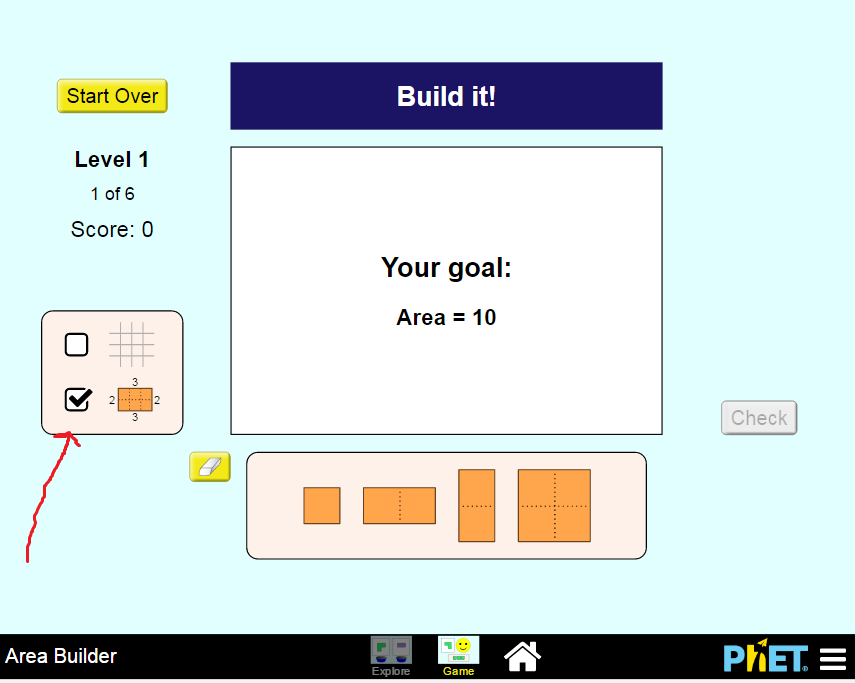 Build it!
Start Over
Level 1
1 of 6
Score: 0
Your goal:
Area = 10
3
2 2
3
Check
Area Builder
Explore
Game
PhET